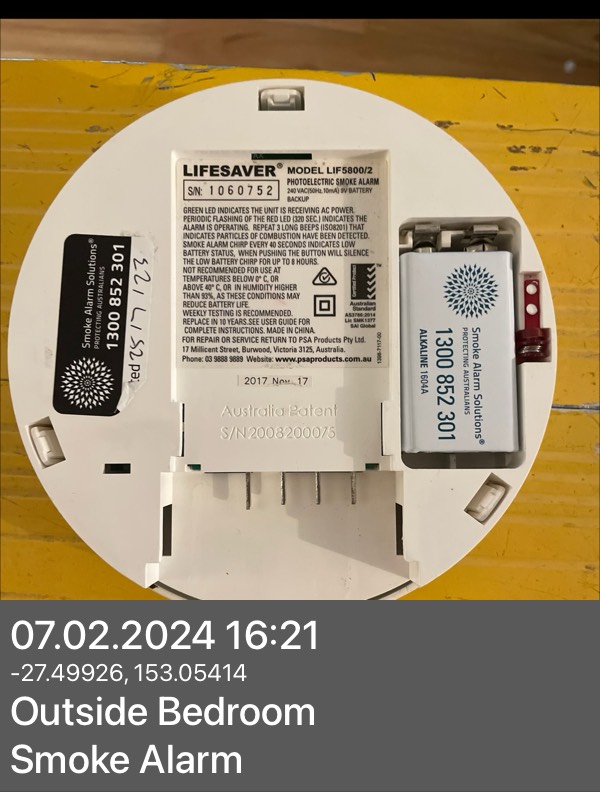 LIFESAVER® MODEL LIF5800/2
PHOTOELECTRIC SMOKE ALARM
S/N: 1060752
240 VAC(50Hz,10mA) 9V BATTERY
BACKUP
GREEN LED INDICATES THE UNIT IS RECEIVING AC POWER.
PERIODIC FLASHING OF THE RED LED (320 SEC.) INDICATES THE
ALARM IS OPERATING. REPEAT 3 LONG BEEPS (ISO8201) THAT
INDICATES PARTICLES OF COMBUSTION HAVE BEEN DETECTED.
SMOKE ALARM CHIRP EVERY 40 SECONDS INDICATES LOW
BATTERY STATUS, WHEN PUSHING THE BUTTON WILL SILENCE
THE LOW BATTERY CHIRP FOR UP TO 8 HOURS.
NOT RECOMMENDED FOR USE AT
TEMPERATURES BELOW 0° C, OR
ABOVE 40° C, OR IN HUMIDITY HIGHER
THAN 93%, AS THESE CONDITIONS MAY
REDUCE BATTERY LIFE.
WEEKLY TESTING IS RECOMMENDED.
REPLACE IN 10 YEARS.SEE USER GUIDE FOR
COMPLETE INSTRUCTIONS. MADE IN CHINA.
FOR REPAIR OR SERVICE RETURN TO PSA Products Pty Ltd.
17 Millicent Street, Burwood, Victoria 3125, Australia.
Phone: 03 9888 9889 Website: www.psaproducts.com.au
Australian
Standard
AS3786:2014
Lic SMK1377
SAI Global
2017 Nov 17
Australia Patent
S/N2008200075
Smoke Alarm Solutions®
PROTECTING AUSTRALIANS
1300 852 301
Smoke Alarm Solutions®
PROTECTING AUSTRALIANS
1300 852 301
ALKALINE 1604A
07.02.2024 16:21
-27.49926, 153.05414
Outside Bedroom
Smoke Alarm